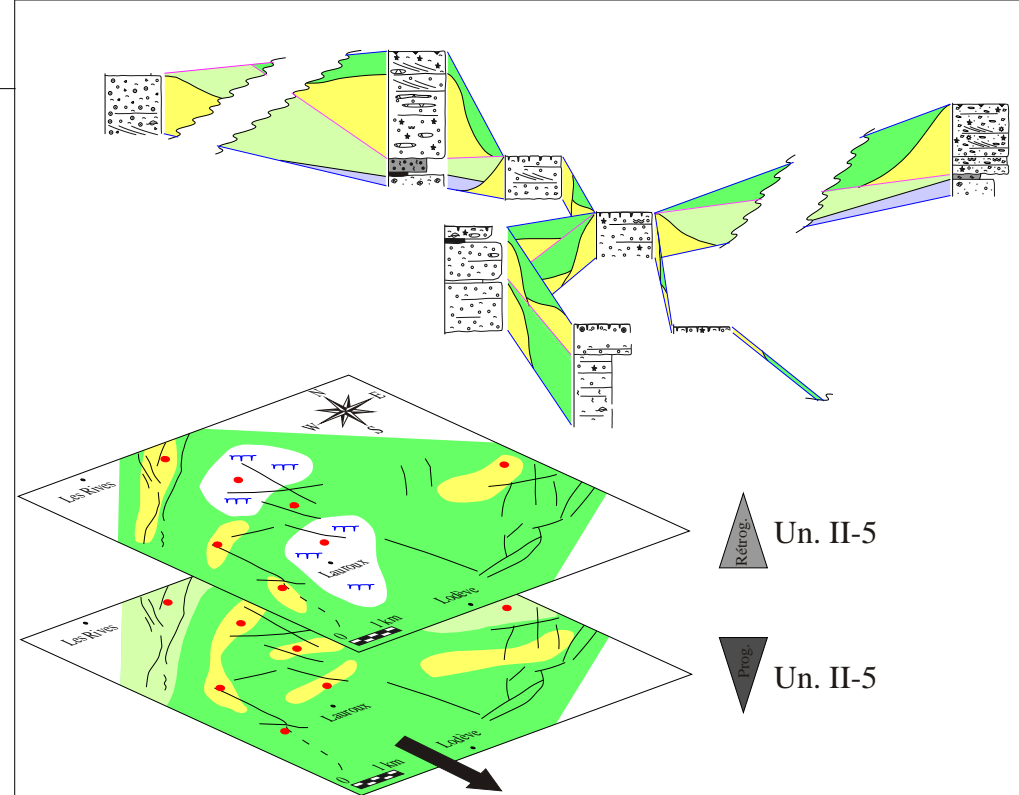 N
E
W
S
Les Rives
Lauroux
Lodève
0 1 km
Rétrog.
Un. II-5
Les Rives
Lauroux
Lodève
0 1 km
Prog.
Un. II-5